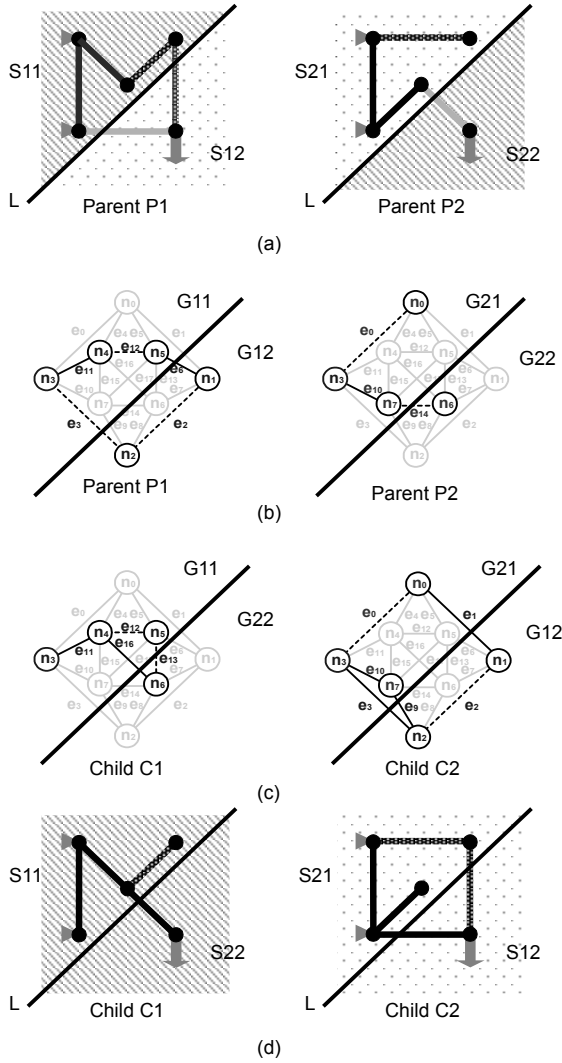 S11
S12
L
Parent P1
S21
S22
L
Parent P2
(a)
n0
G11
G12
e0
e1
e4 e5
n4
e12
n5
e11
e6
n3
n1
e10
e15
e13
e7
n7
n6
e14
e3
e9 e8
e2
n2
Parent P1
n0
G21
G22
e0
e1
e4 e5
n4
e12
n5
e11
e6
n3
n1
e10
e15
e13
e7
n7
n6
e14
e3
e9 e8
e2
n2
Parent P2
(b)
n0
G11
G22
e0
e1
e4 e5
n4
e12
n5
e11
e16
e6
n3
n1
e10
e15
e13
e7
n7
n6
e14
e3
e9 e8
e2
n2
Child C1
n0
G21
G12
e0
e1
e4 e5
n4
e12
n5
e11
e16
e6
n3
n1
e10
e15
e13
e7
n7
n6
e14
e3
e9 e8
e2
n2
Child C2
(c)
S11
S22
L
Child C1
S21
S12
L
Child C2
(d)